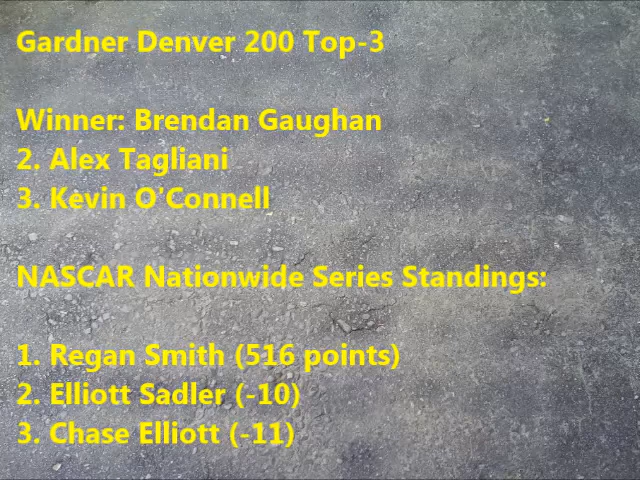 Gardner Denver 200 Top-3
Winner: Brendan Gaughan
2. Alex Tagliani
3. Kevin O'Connell
NASCAR Nationwide Series Standings:
1. Regan Smith (516 points)
2. Elliott Sadler (-10)
3. Chase Elliott (-11)